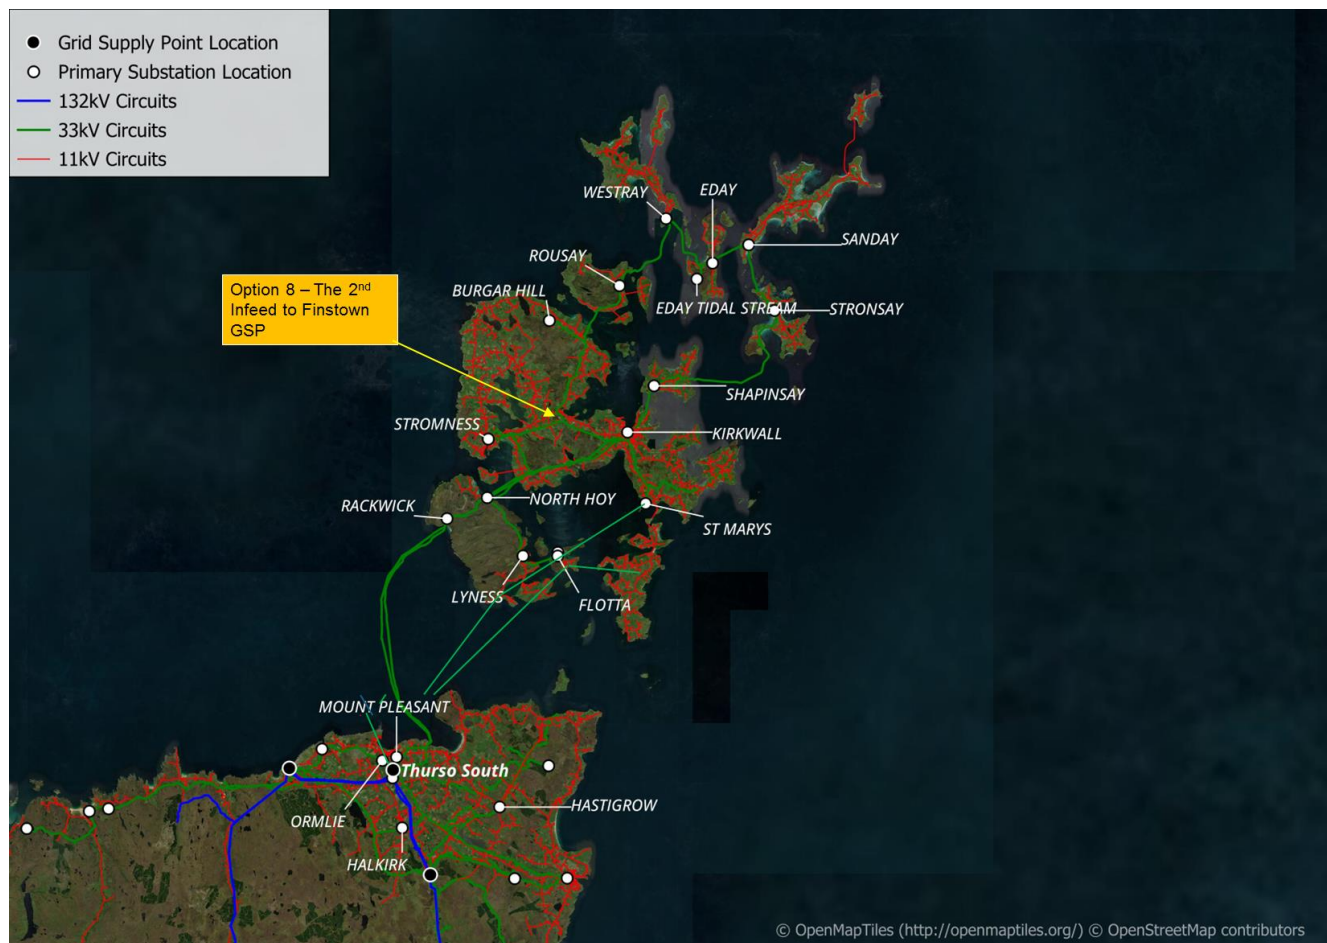 Grid Supply Point Location
Primary Substation Location
132kV Circuits
33kV Circuits
11kV Circuits
WESTRAY
EDAY
SANDAY
ROUSAY
BURGAR HILL
EDAY TIDAL STREAM
STRONSAY
Option 8 – The 2nd
Infeed to Finstown
GSP
SHAPINSAY
STROMNESS
KIRKWALL
RACKWICK
NORTH HOY
ST MARYS
LYNESS
FLOTTA
MOUNT PLEASANT
Thurso South
HASTIGROW
ORMLIE
HALKIRK
© OpenMapTiles (http://openmaptiles.org/) © OpenStreetMap contributors